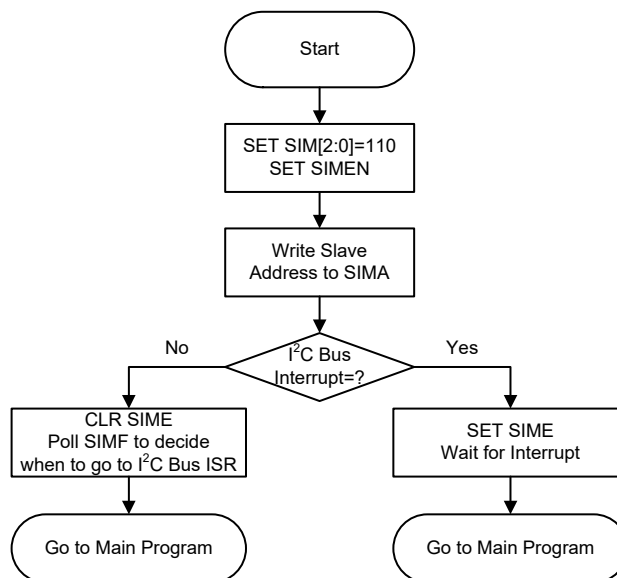 Start
SET SIM[2:0]=110
SET SIMEN
Write Slave
Address to SIMA
I²C Bus
Interrupt=?
No
Yes
CLR SIME
Poll SIMF to decide
when to go to I²C Bus ISR
SET SIME
Wait for Interrupt
Go to Main Program
Go to Main Program